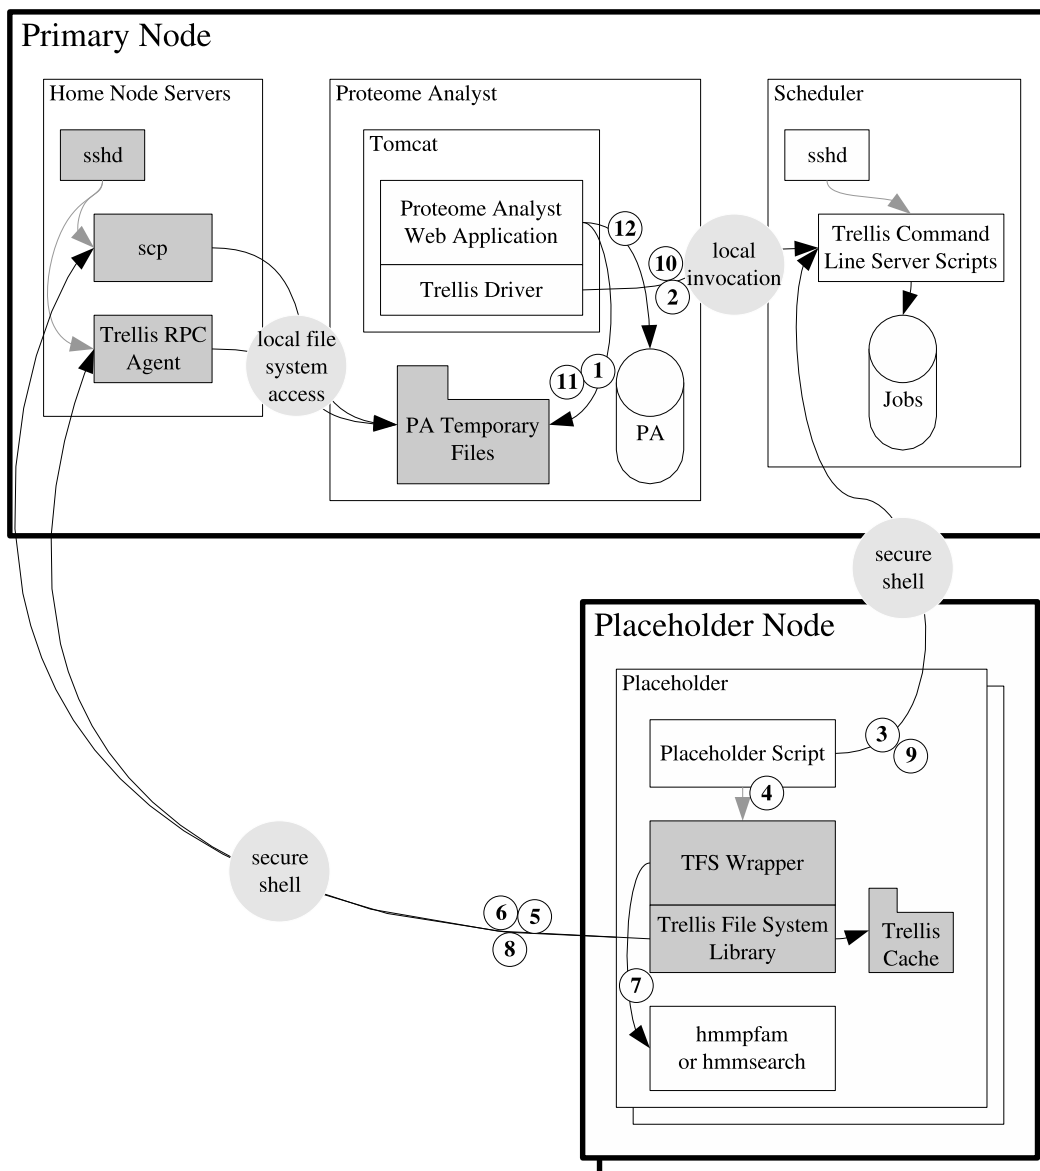 Primary Node
Home Node Servers
sshd
scp
Trellis RPC
Agent
local file
system
access
Proteome Analyst
Tomcat
Proteome Analyst
Web Application
Trellis Driver
12
10
2
11
1
PA Temporary
Files
PA
local
invocation
Scheduler
sshd
Trellis Command
Line Server Scripts
Jobs
secure
shell
Placeholder Node
Placeholder
Placeholder Script
3
9
4
TFS Wrapper
Trellis File System
Library
Trellis
Cache
secure
shell
6
5
8
7
hmmpfam
or hmmsearch